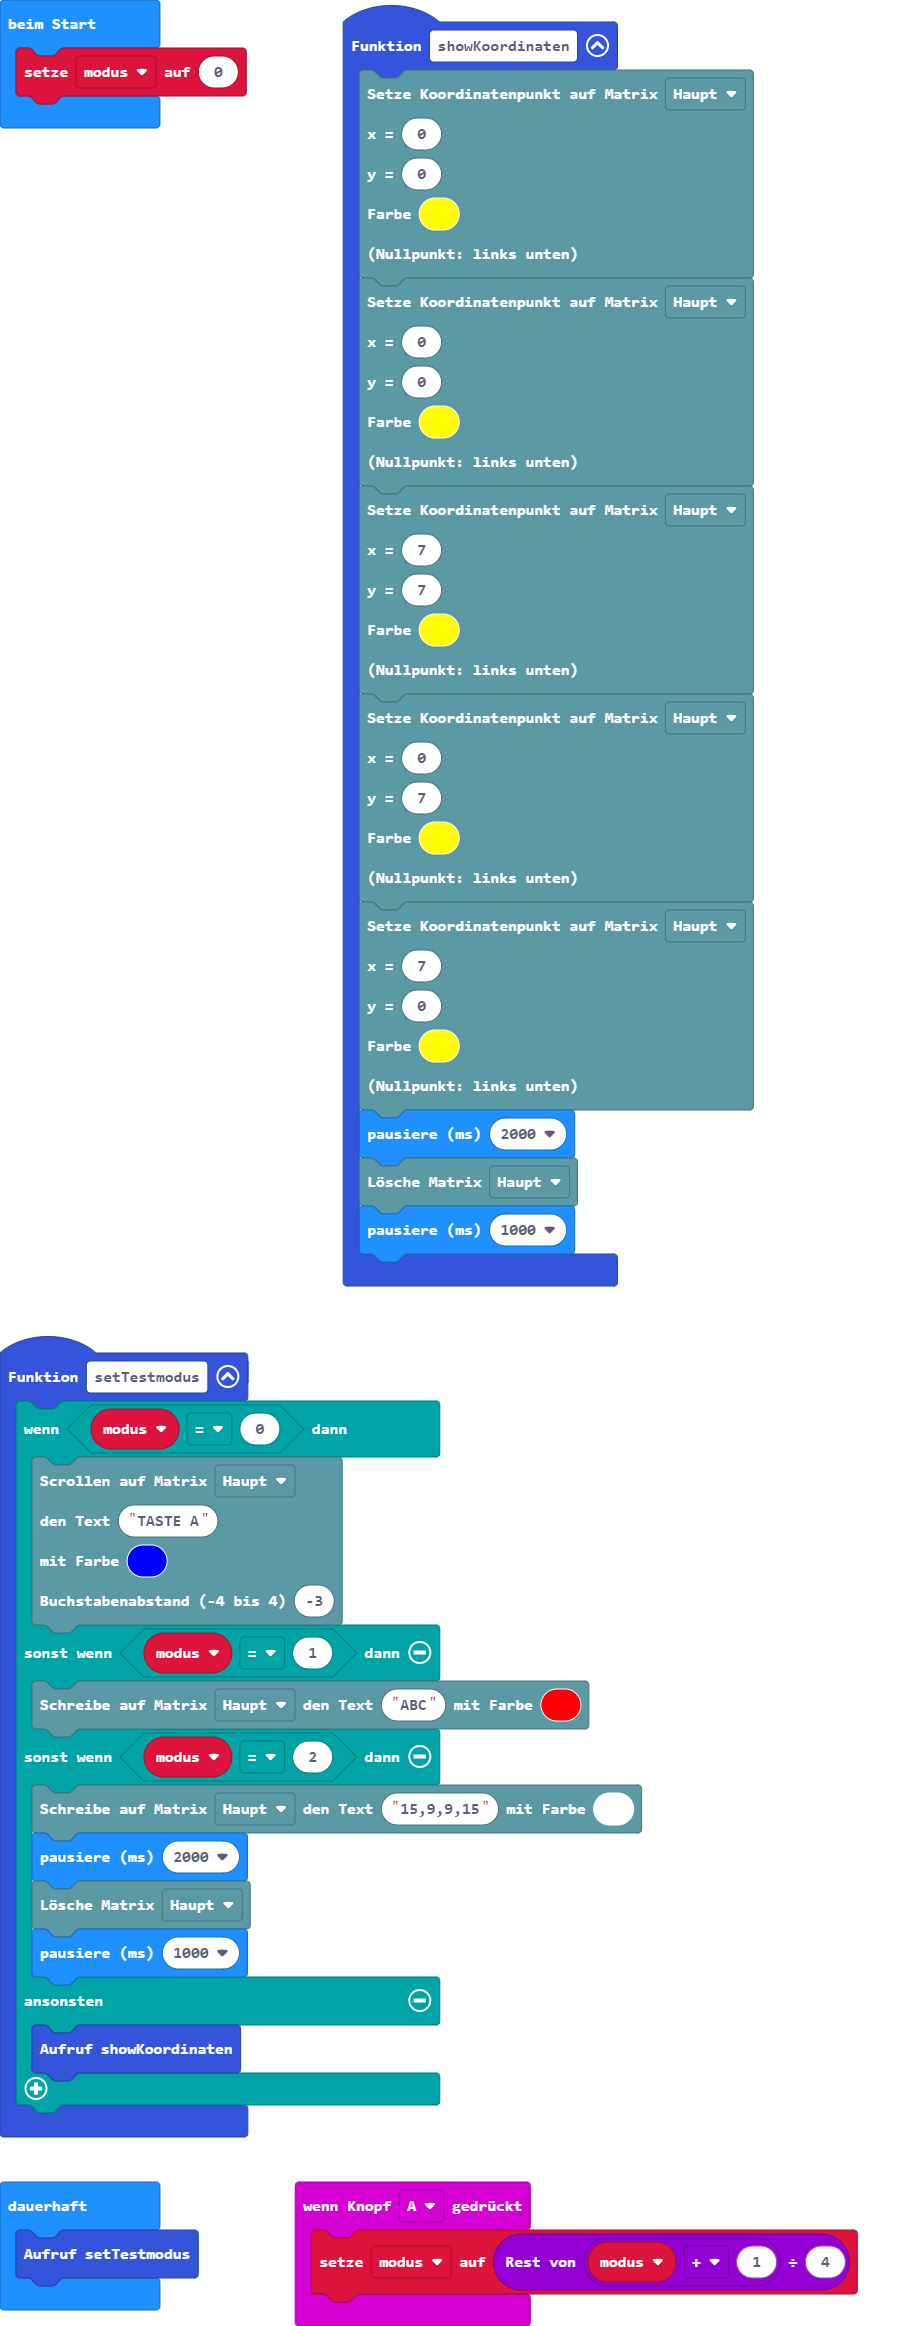 beim Start
setze modus auf 0
Funktion showKoordinaten
Setze Koordinatenpunkt auf Matrix Haupt
x = 0
y = 0
Farbe
(Nullpunkt: links unten)
Setze Koordinatenpunkt auf Matrix Haupt
x = 0
y = 0
Farbe
(Nullpunkt: links unten)
Setze Koordinatenpunkt auf Matrix Haupt
x = 7
y = 7
Farbe
(Nullpunkt: links unten)
Setze Koordinatenpunkt auf Matrix Haupt
x = 0
y = 7
Farbe
(Nullpunkt: links unten)
Setze Koordinatenpunkt auf Matrix Haupt
x = 7
y = 0
Farbe
(Nullpunkt: links unten)
pausiere (ms) 2000
Lösche Matrix Haupt
pausiere (ms) 1000
Funktion setTestmodus
wenn modus = 0 dann
Scrollen auf Matrix Haupt
den Text "TASTE A"
mit Farbe
Buchstabenabstand (-4 bis 4) -3
sonst wenn modus = 1 dann
Schreibe auf Matrix Haupt den Text "ABC" mit Farbe
sonst wenn modus = 2 dann
Schreibe auf Matrix Haupt den Text "15,9,9,15" mit Farbe
pausiere (ms) 2000
Lösche Matrix Haupt
pausiere (ms) 1000
ansonsten
Aufruf showKoordinaten
dauerhaft
Aufruf setTestmodus
wenn Knopf A gedrückt
setze modus auf Rest von modus + 1 ÷ 4